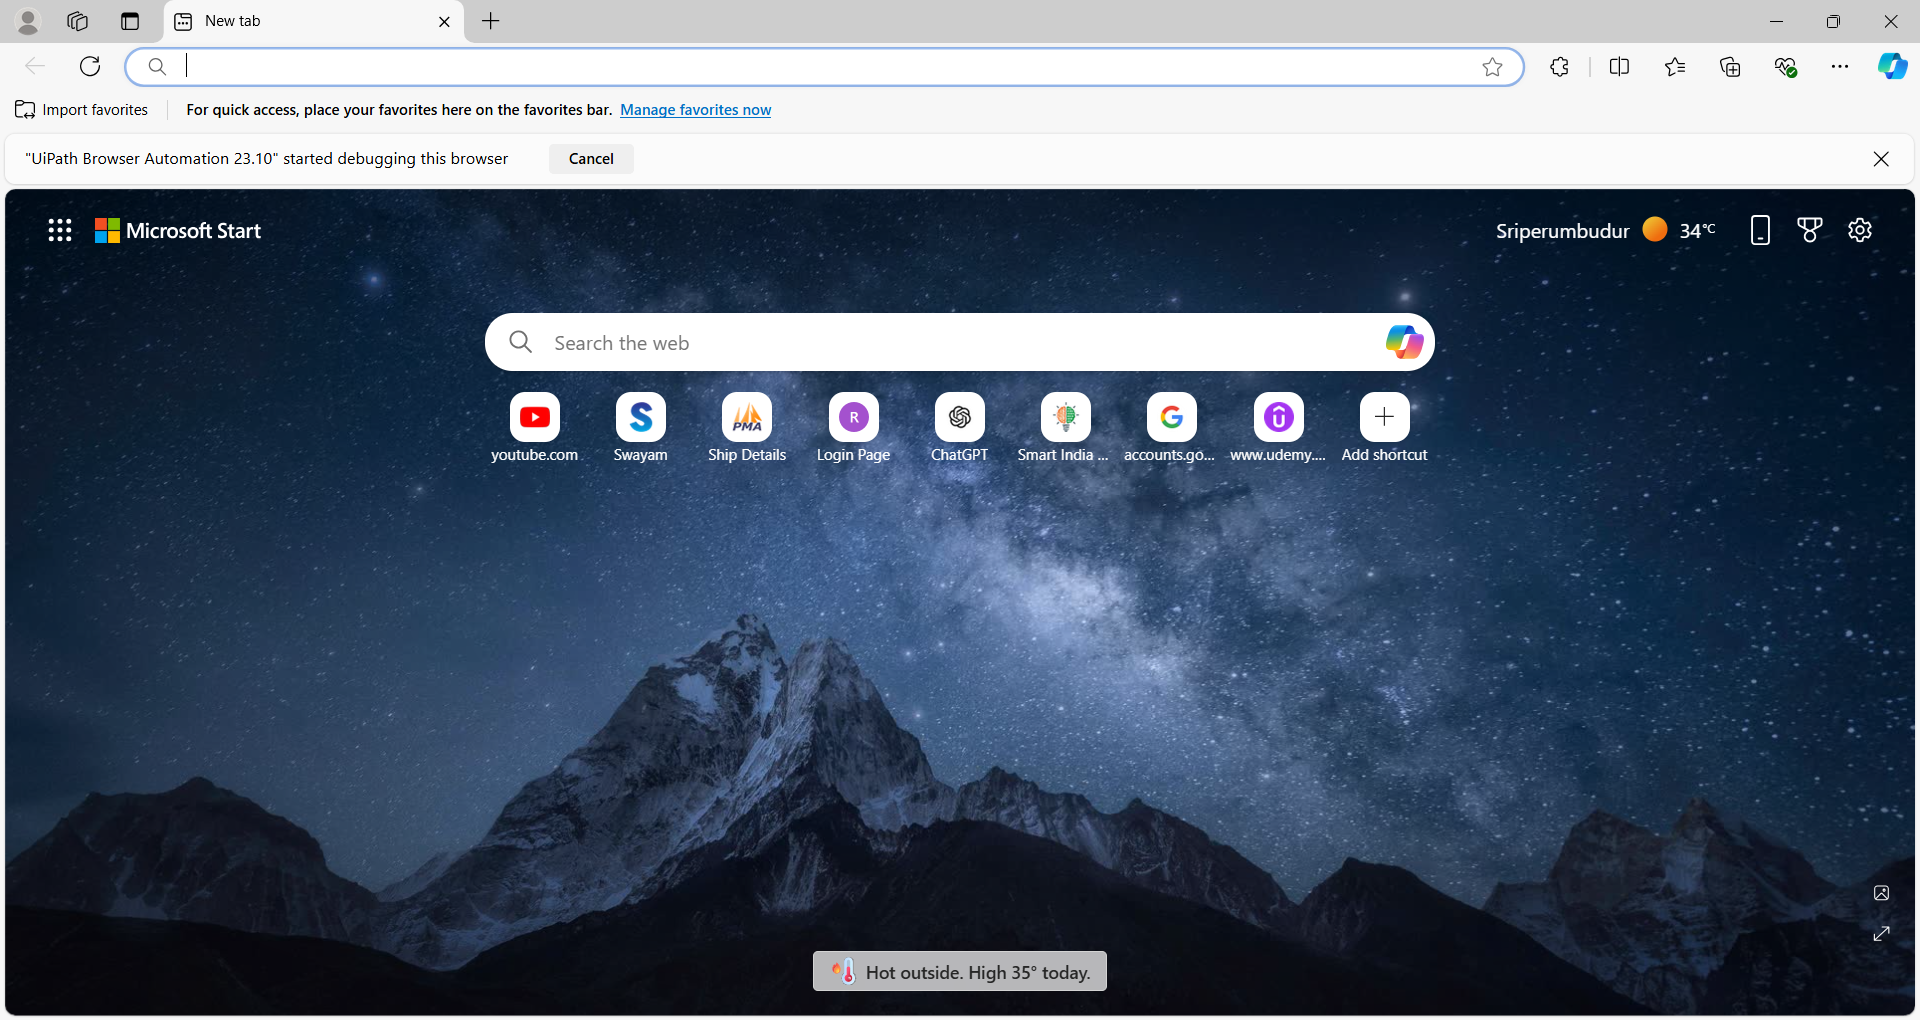 New tab
Import favorites
For quick access, place your favorites here on the favorites bar. Manage favorites now
"UiPath Browser Automation 23.10" started debugging this browser
Cancel
Microsoft Start
Sriperumbudur 34°C
Search the web
PMA
R
youtube.com Swayam Ship Details Login Page ChatGPT Smart India ... accounts.go... www.udemy.... Add shortcut
Hot outside. High 35° today.